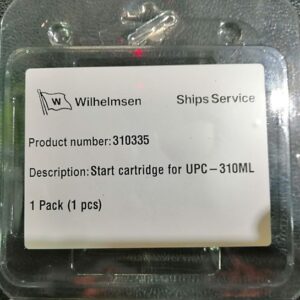 W Wilhelmsen Ships Service
Product number: 310335
Description: Start cartridge for UPC-310ML
1 Pack (1 pcs)